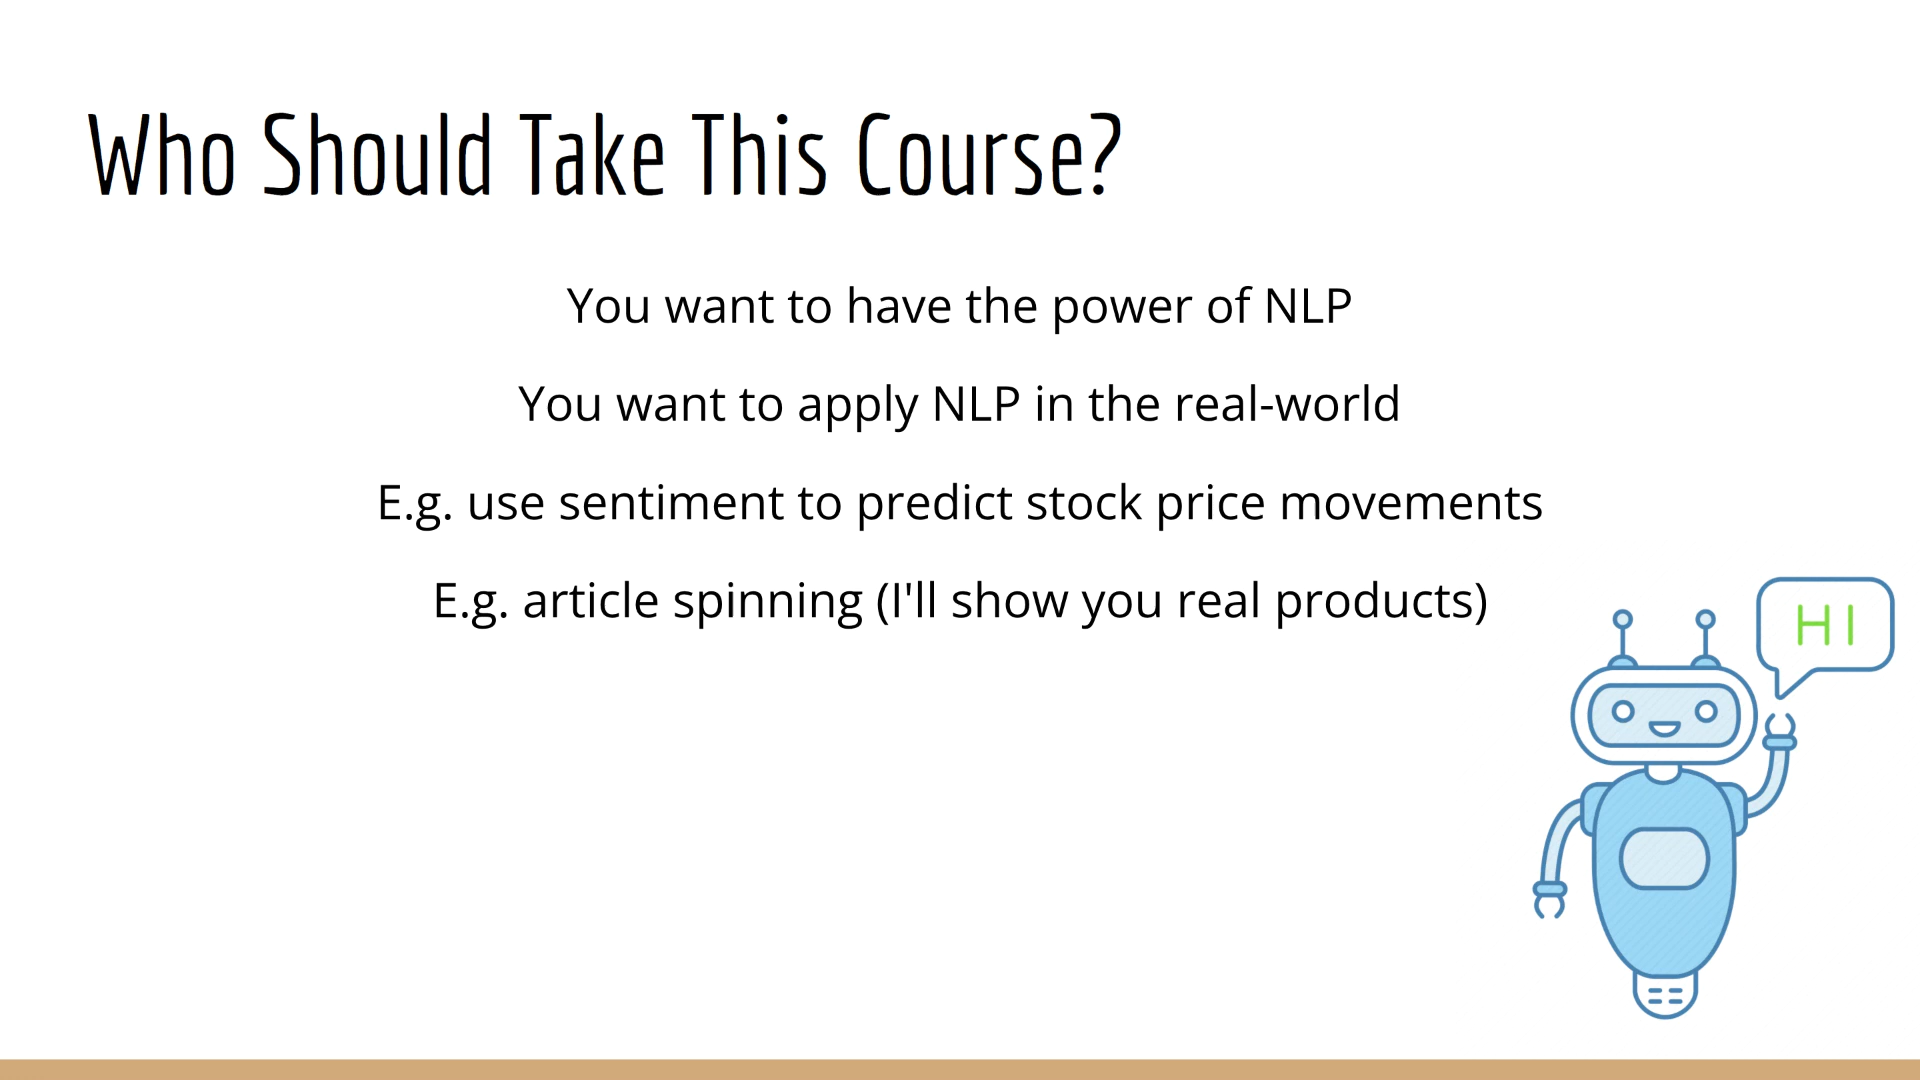 Who Should Take This Course?
You want to have the power of NLP
You want to apply NLP in the real-world
E.g. use sentiment to predict stock price movements
E.g. article spinning (I'll show you real products)
HI